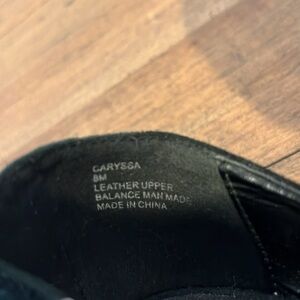 CARYSSA
8M
LEATHER UPPER
BALANCE MAN MADE
MADE IN CHINA